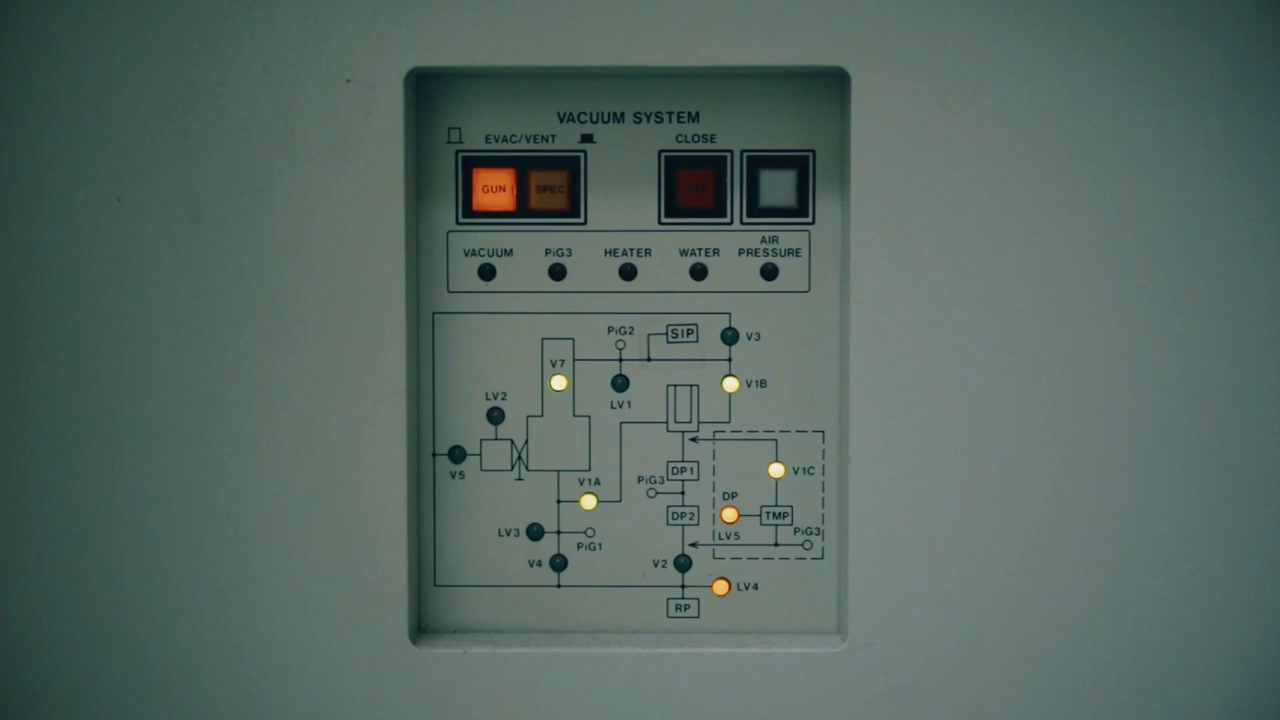 VACUUM SYSTEM
EVAC/VENT CLOSE
GUN SPEC
VACUUM PiG3 HEATER WATER AIR PRESSURE
PiG2 SIP V3
V7
LV1 V1B
LV2
V5
V1A PiG3 DP1 V1C
DP2 DP TMP
LV3 PiG1 LV5 PiG3
V4 V2
LV4
RP